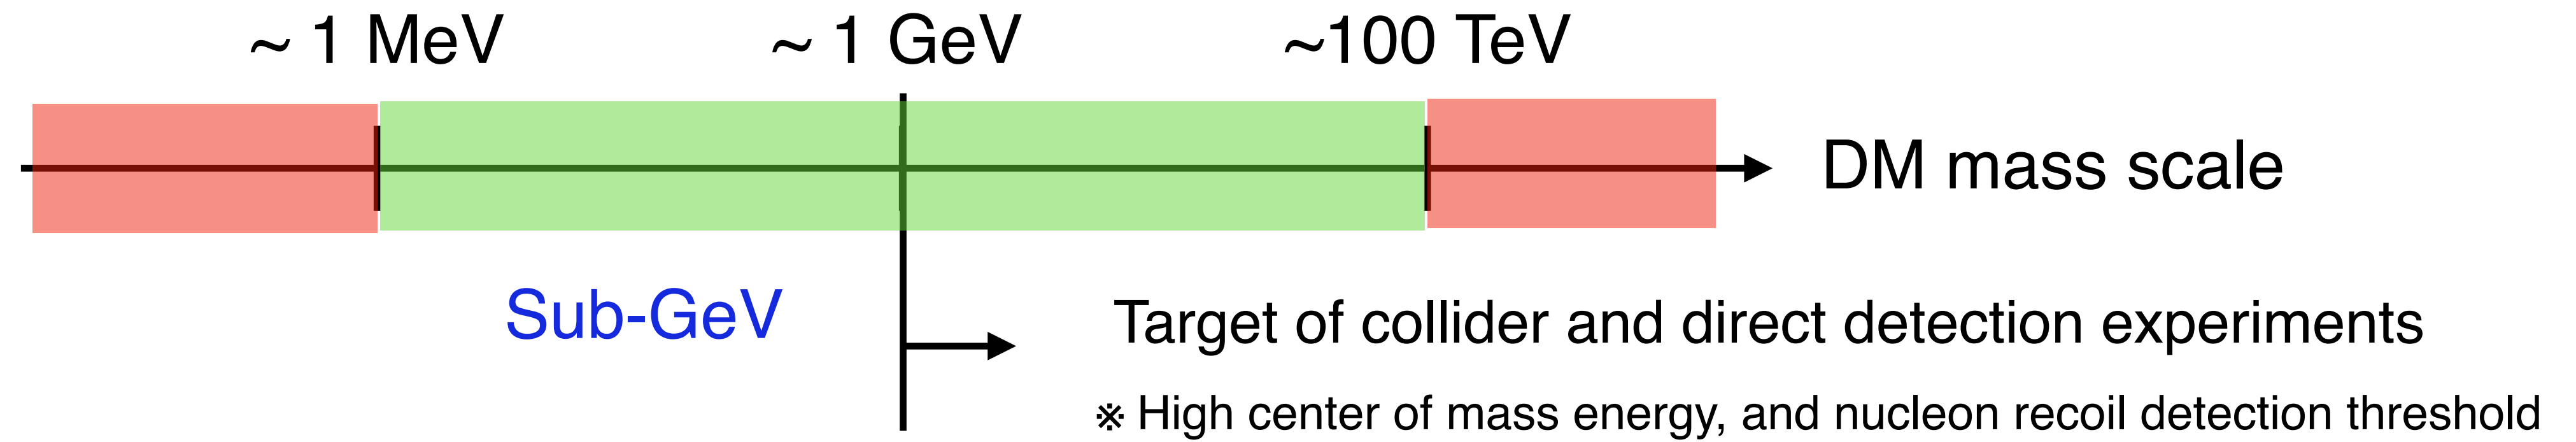 ~ 1 MeV
~ 1 GeV
~100 TeV
DM mass scale
Sub-GeV
Target of collider and direct detection experiments
※ High center of mass energy, and nucleon recoil detection threshold